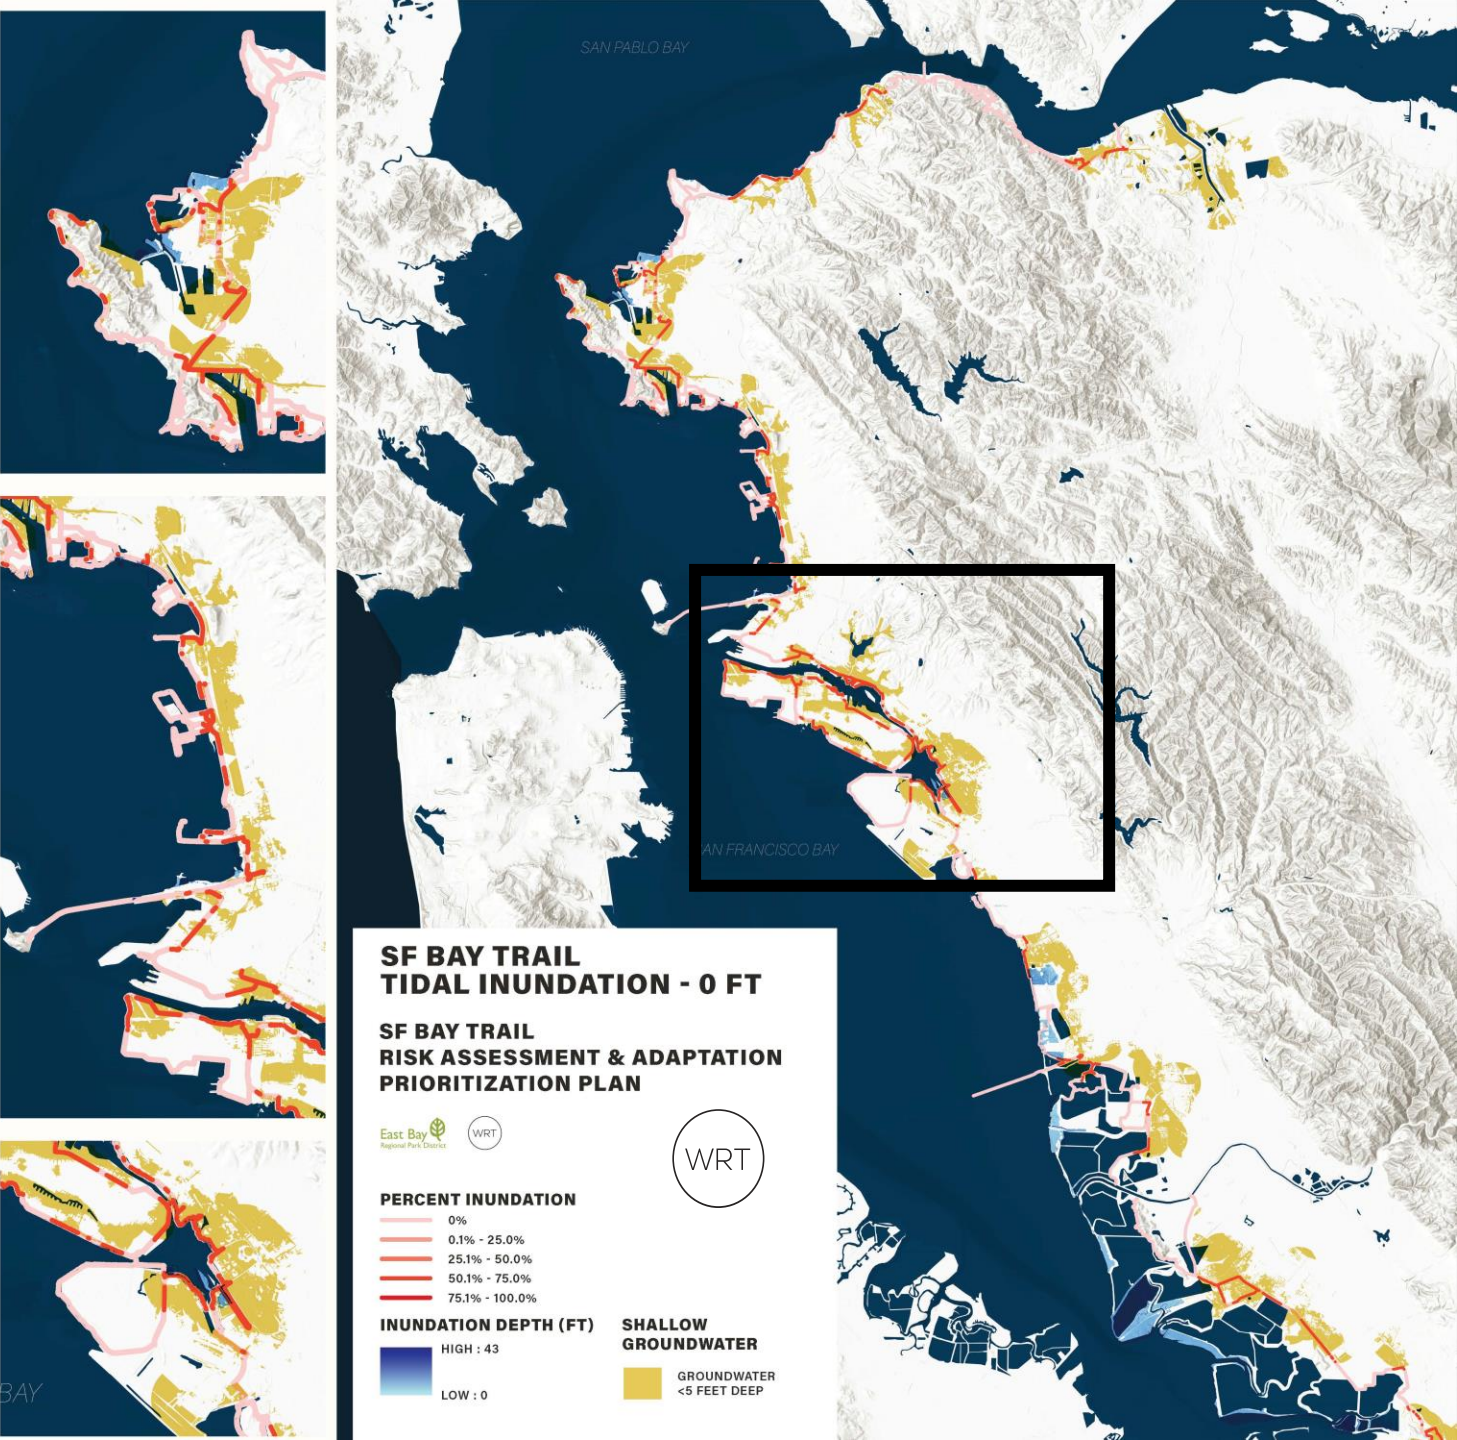 SAN PABLO BAY
AN FRANCISCO BAY
BAY
SF BAY TRAIL
TIDAL INUNDATION - 0 FT
SF BAY TRAIL
RISK ASSESSMENT & ADAPTATION
PRIORITIZATION PLAN
East Bay
Regional Park District
WRT
WRT
PERCENT INUNDATION
0%
0.1% - 25.0%
25.1% - 50.0%
50.1% - 75.0%
75.1% - 100.0%
INUNDATION DEPTH (FT)
HIGH : 43
LOW : 0
SHALLOW
GROUNDWATER
GROUNDWATER
<5 FEET DEEP